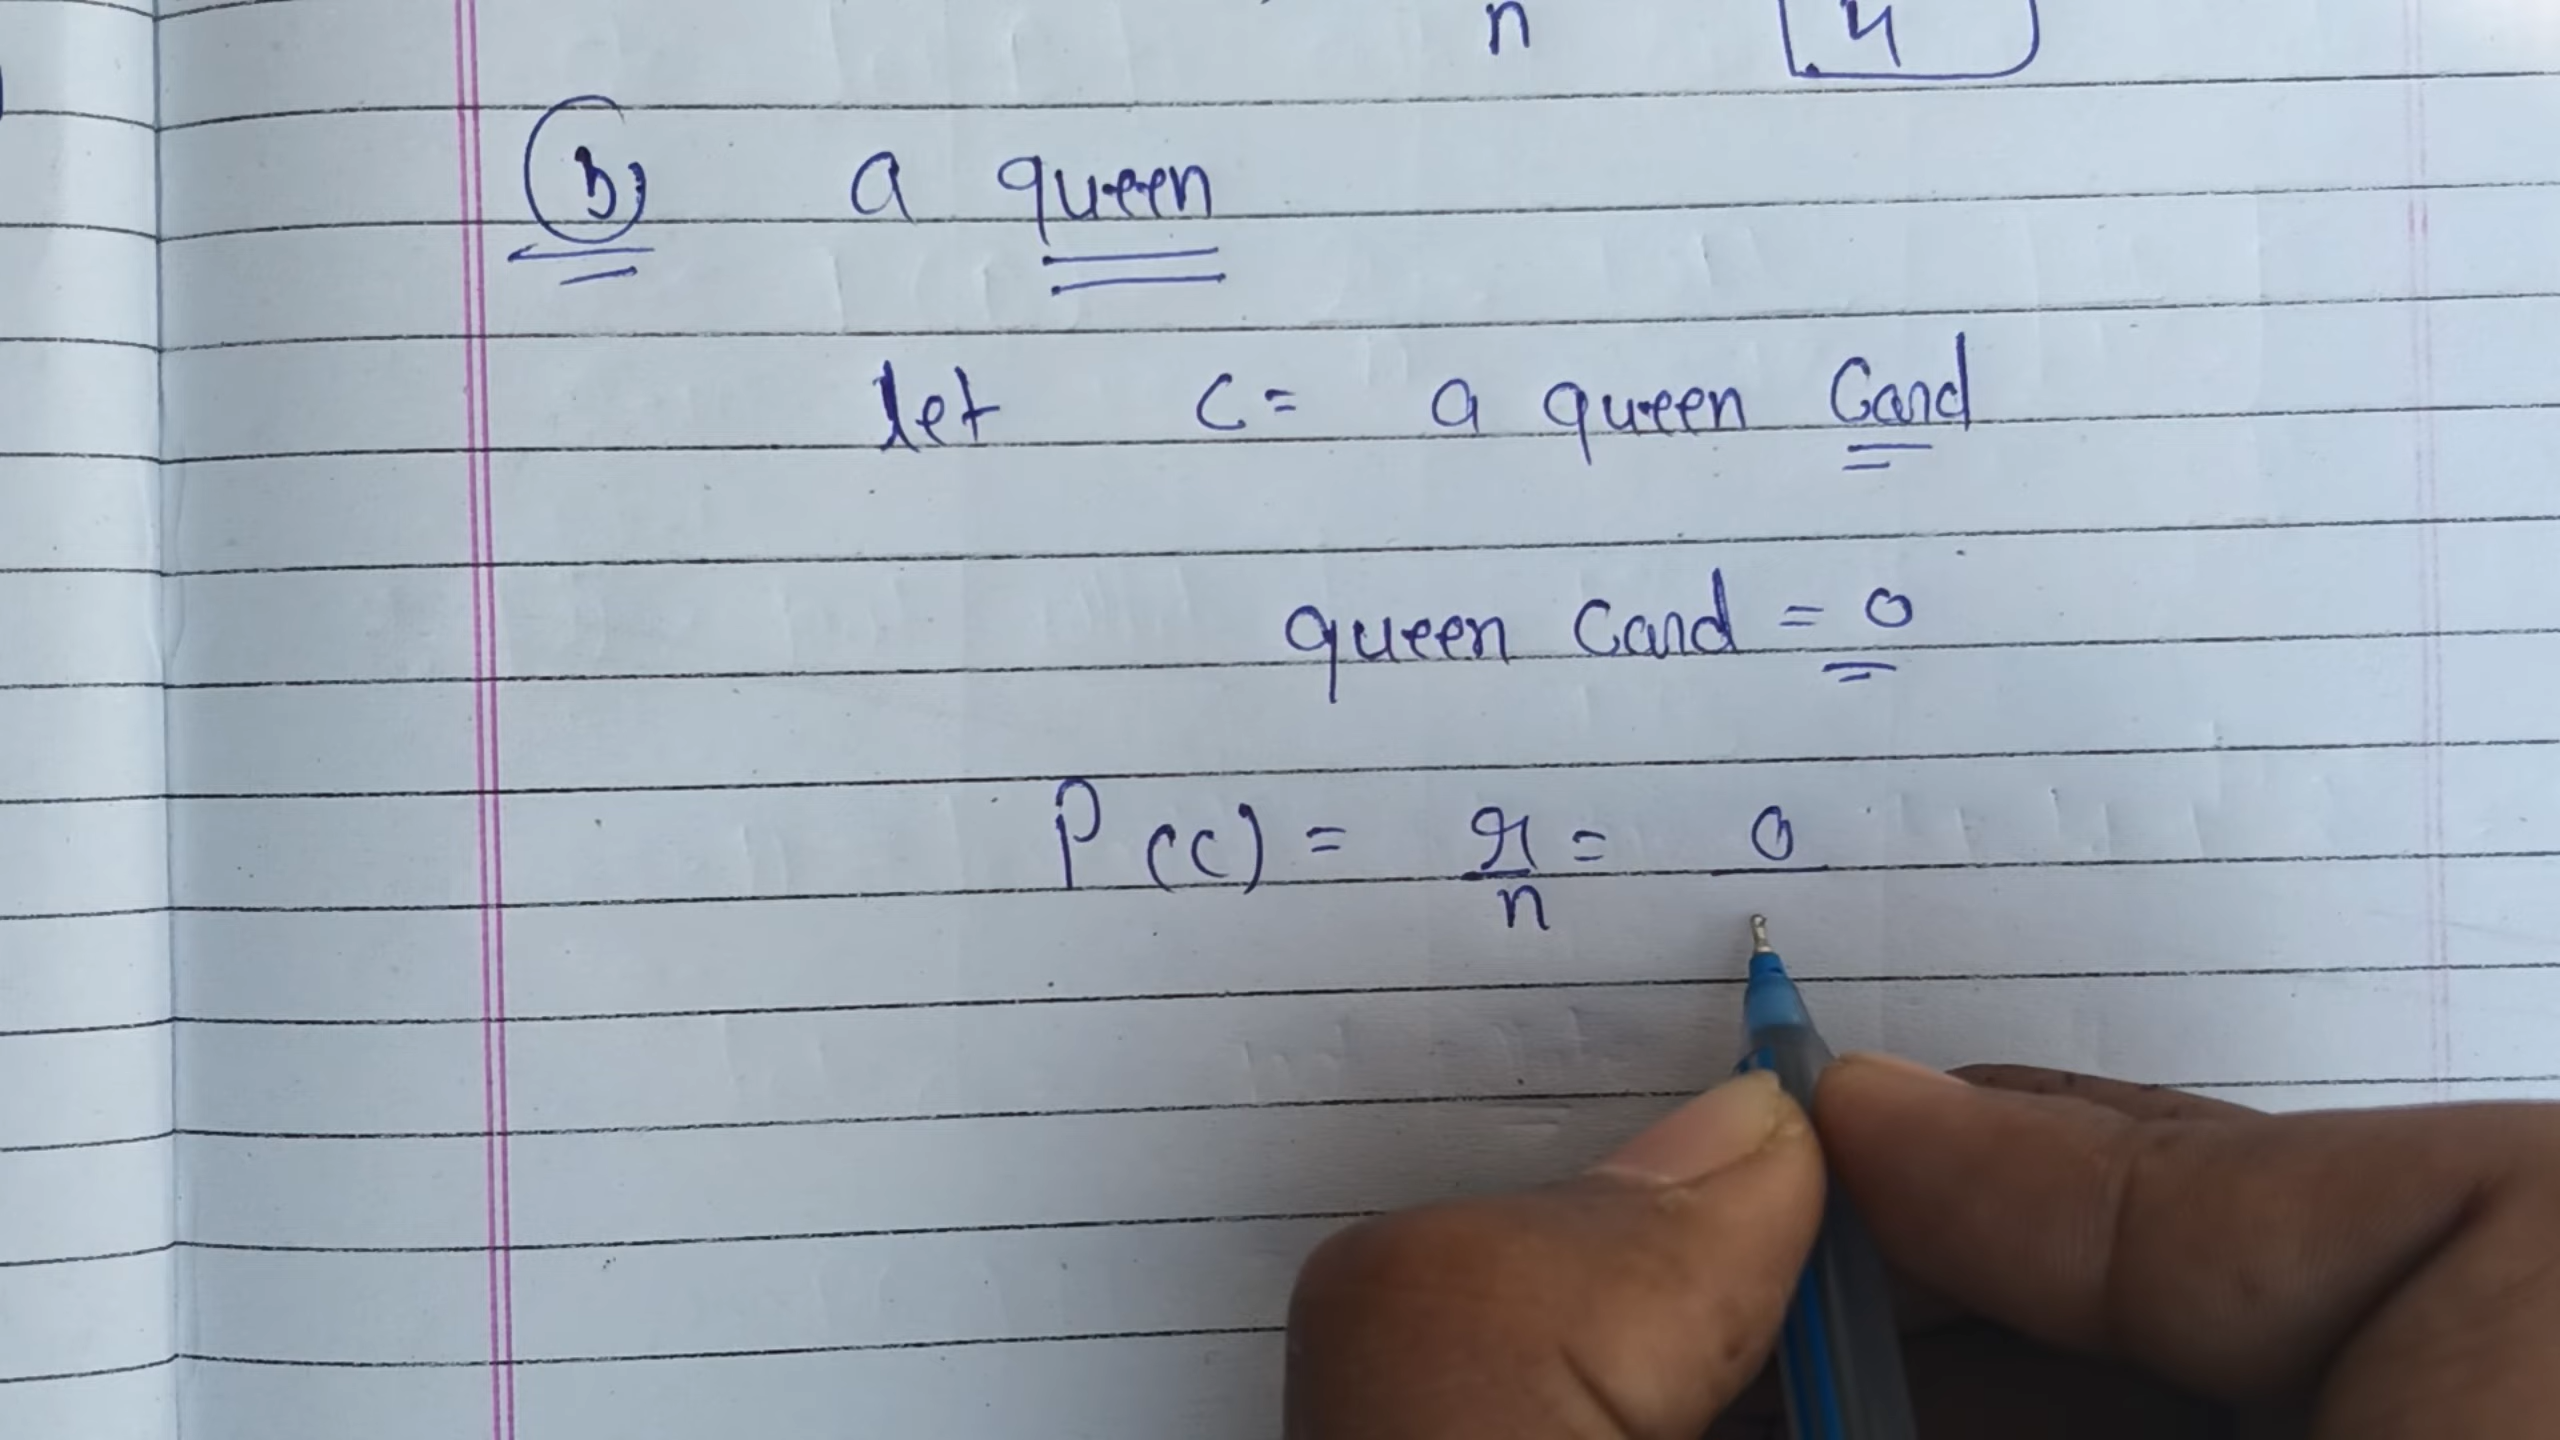 n 4
b) a queen
let C = a queen Card
queen Card = 0
P(C) = r/n = 0